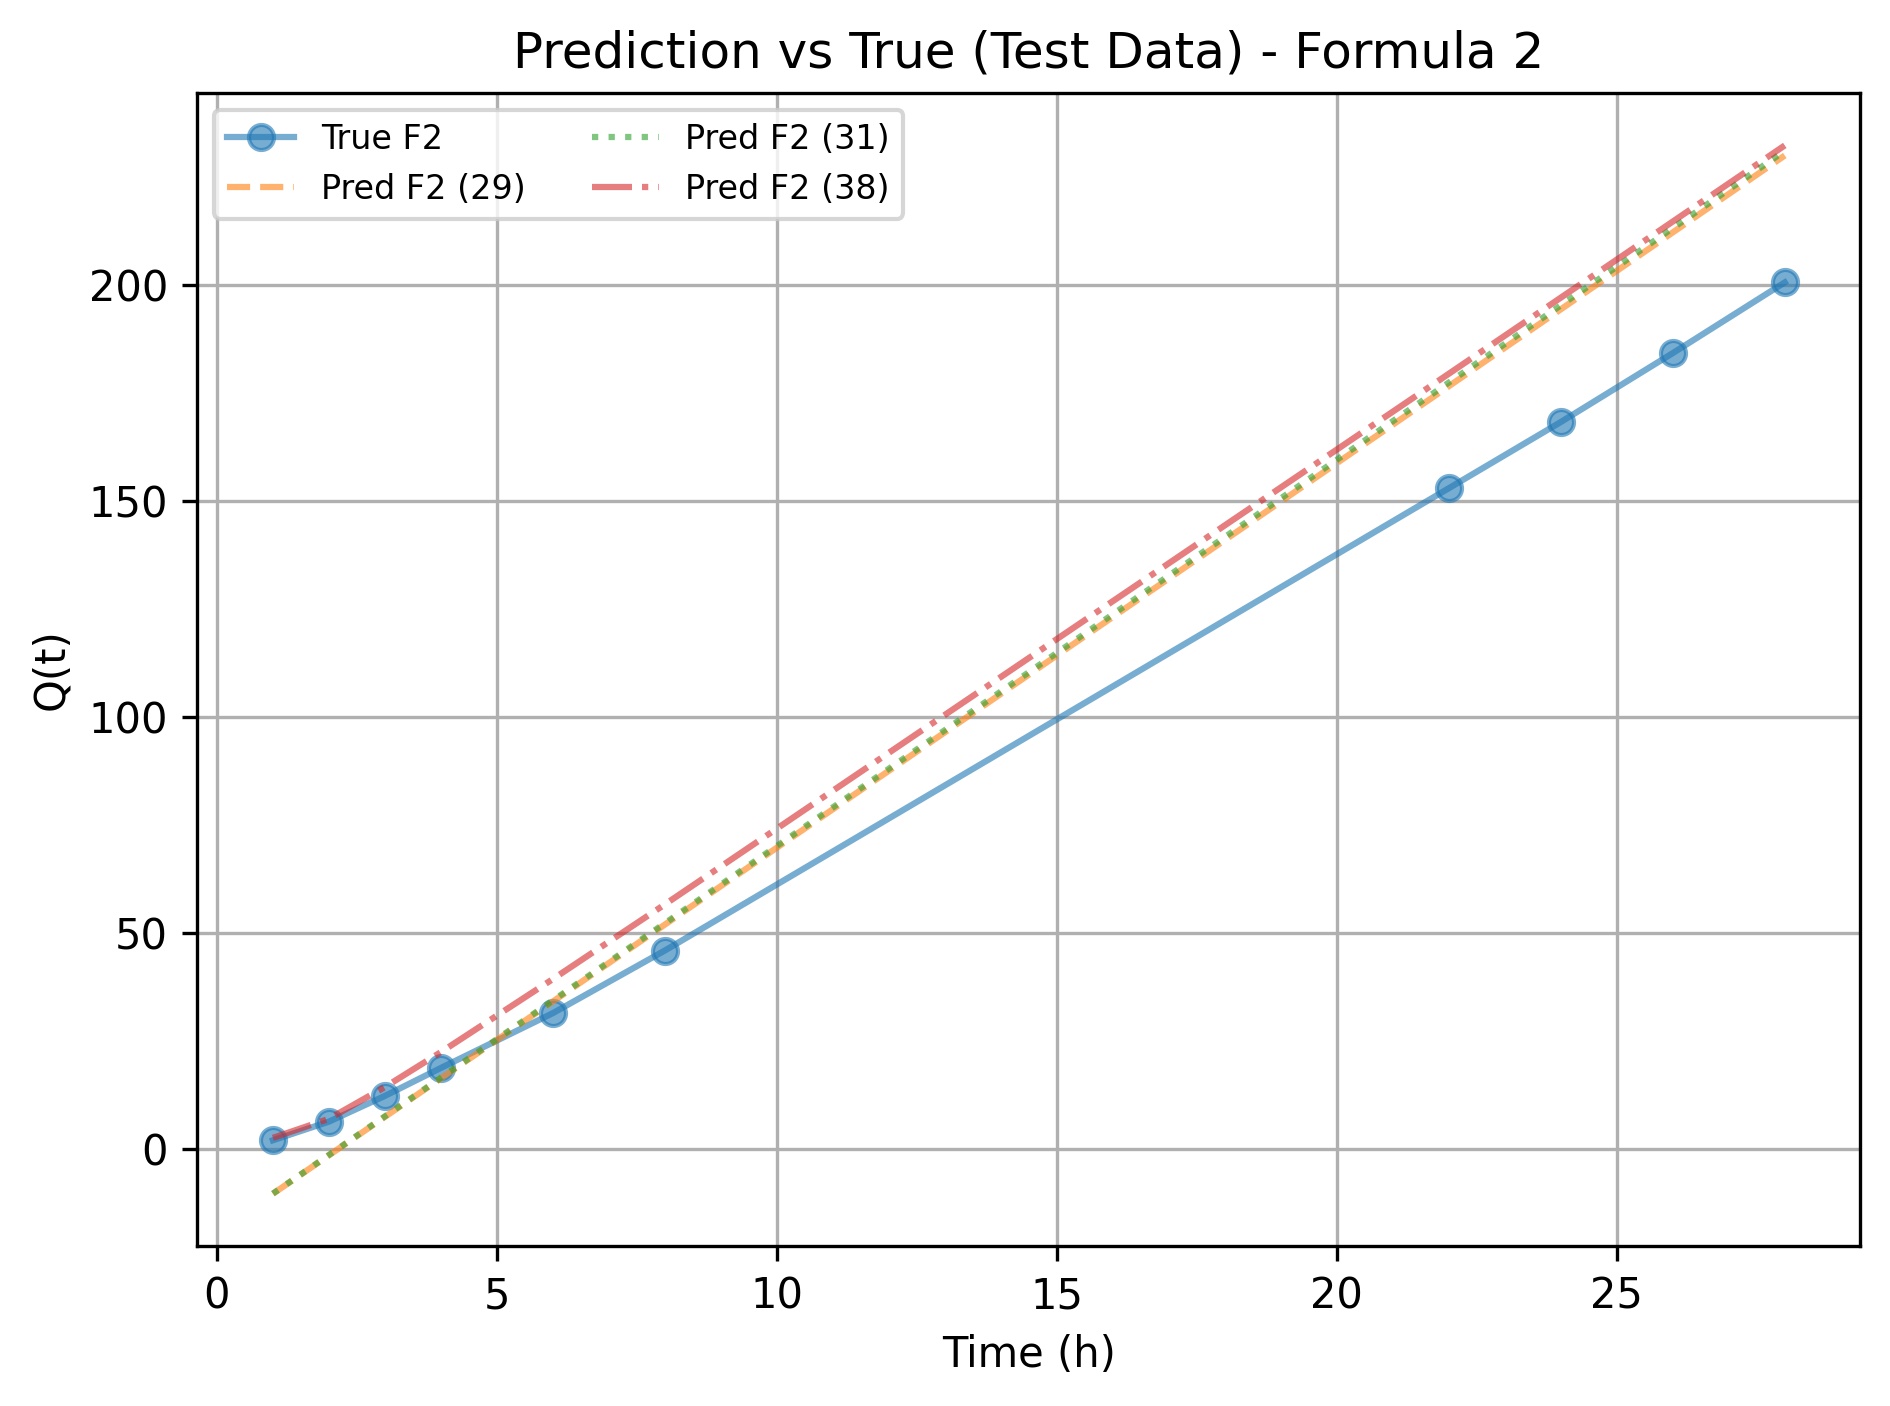 Prediction vs True (Test Data) - Formula 2
True F2
Pred F2 (29)
Pred F2 (31)
Pred F2 (38)
Q(t)
200
150
100
50
0
0 5 10 15 20 25
Time (h)